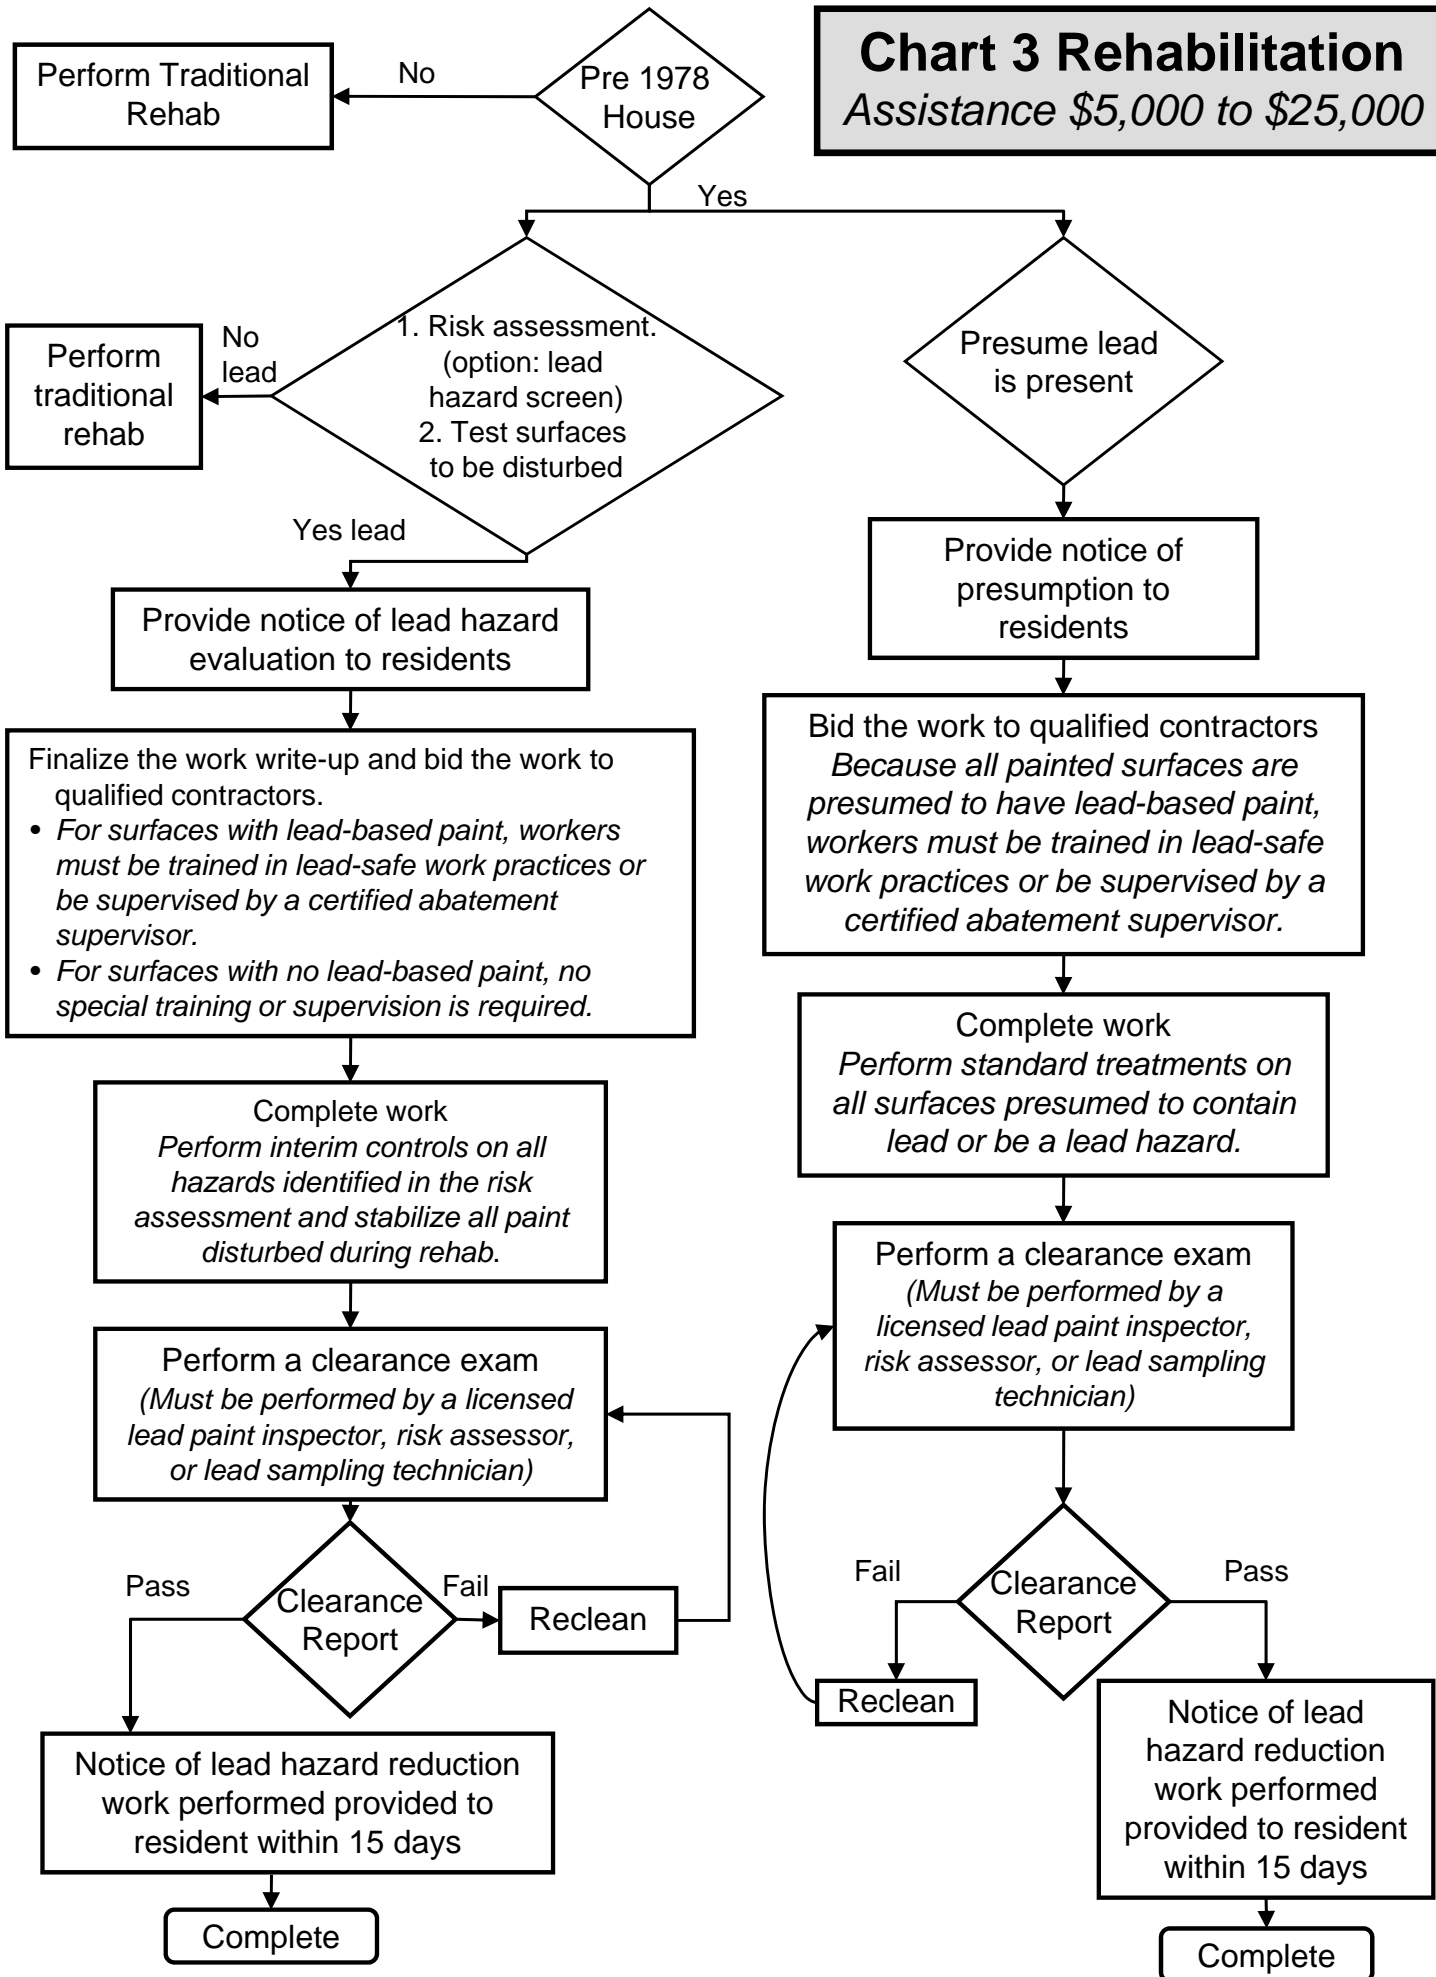 Chart 3 Rehabilitation
Assistance $5,000 to $25,000
Pre 1978
House
No
Perform Traditional
Rehab
Yes
1. Risk assessment.
(option: lead
hazard screen)
2. Test surfaces
to be disturbed
No
lead
Perform
traditional
rehab
Yes lead
Provide notice of lead hazard
evaluation to residents
Finalize the work write-up and bid the work to
qualified contractors.
• For surfaces with lead-based paint, workers
must be trained in lead-safe work practices or
be supervised by a certified abatement
supervisor.
• For surfaces with no lead-based paint, no
special training or supervision is required.
Complete work
Perform interim controls on all
hazards identified in the risk
assessment and stabilize all paint
disturbed during rehab.
Perform a clearance exam
(Must be performed by a licensed
lead paint inspector, risk assessor,
or lead sampling technician)
Pass
Clearance
Report
Fail
Reclean
Notice of lead hazard reduction
work performed provided to
resident within 15 days
Complete
Presume lead
is present
Provide notice of
presumption to
residents
Bid the work to qualified contractors
Because all painted surfaces are
presumed to have lead-based paint,
workers must be trained in lead-safe
work practices or be supervised by a
certified abatement supervisor.
Complete work
Perform standard treatments on
all surfaces presumed to contain
lead or be a lead hazard.
Perform a clearance exam
(Must be performed by a
licensed lead paint inspector,
risk assessor, or lead sampling
technician)
Fail
Clearance
Report
Pass
Reclean
Notice of lead
hazard reduction
work performed
provided to resident
within 15 days
Complete